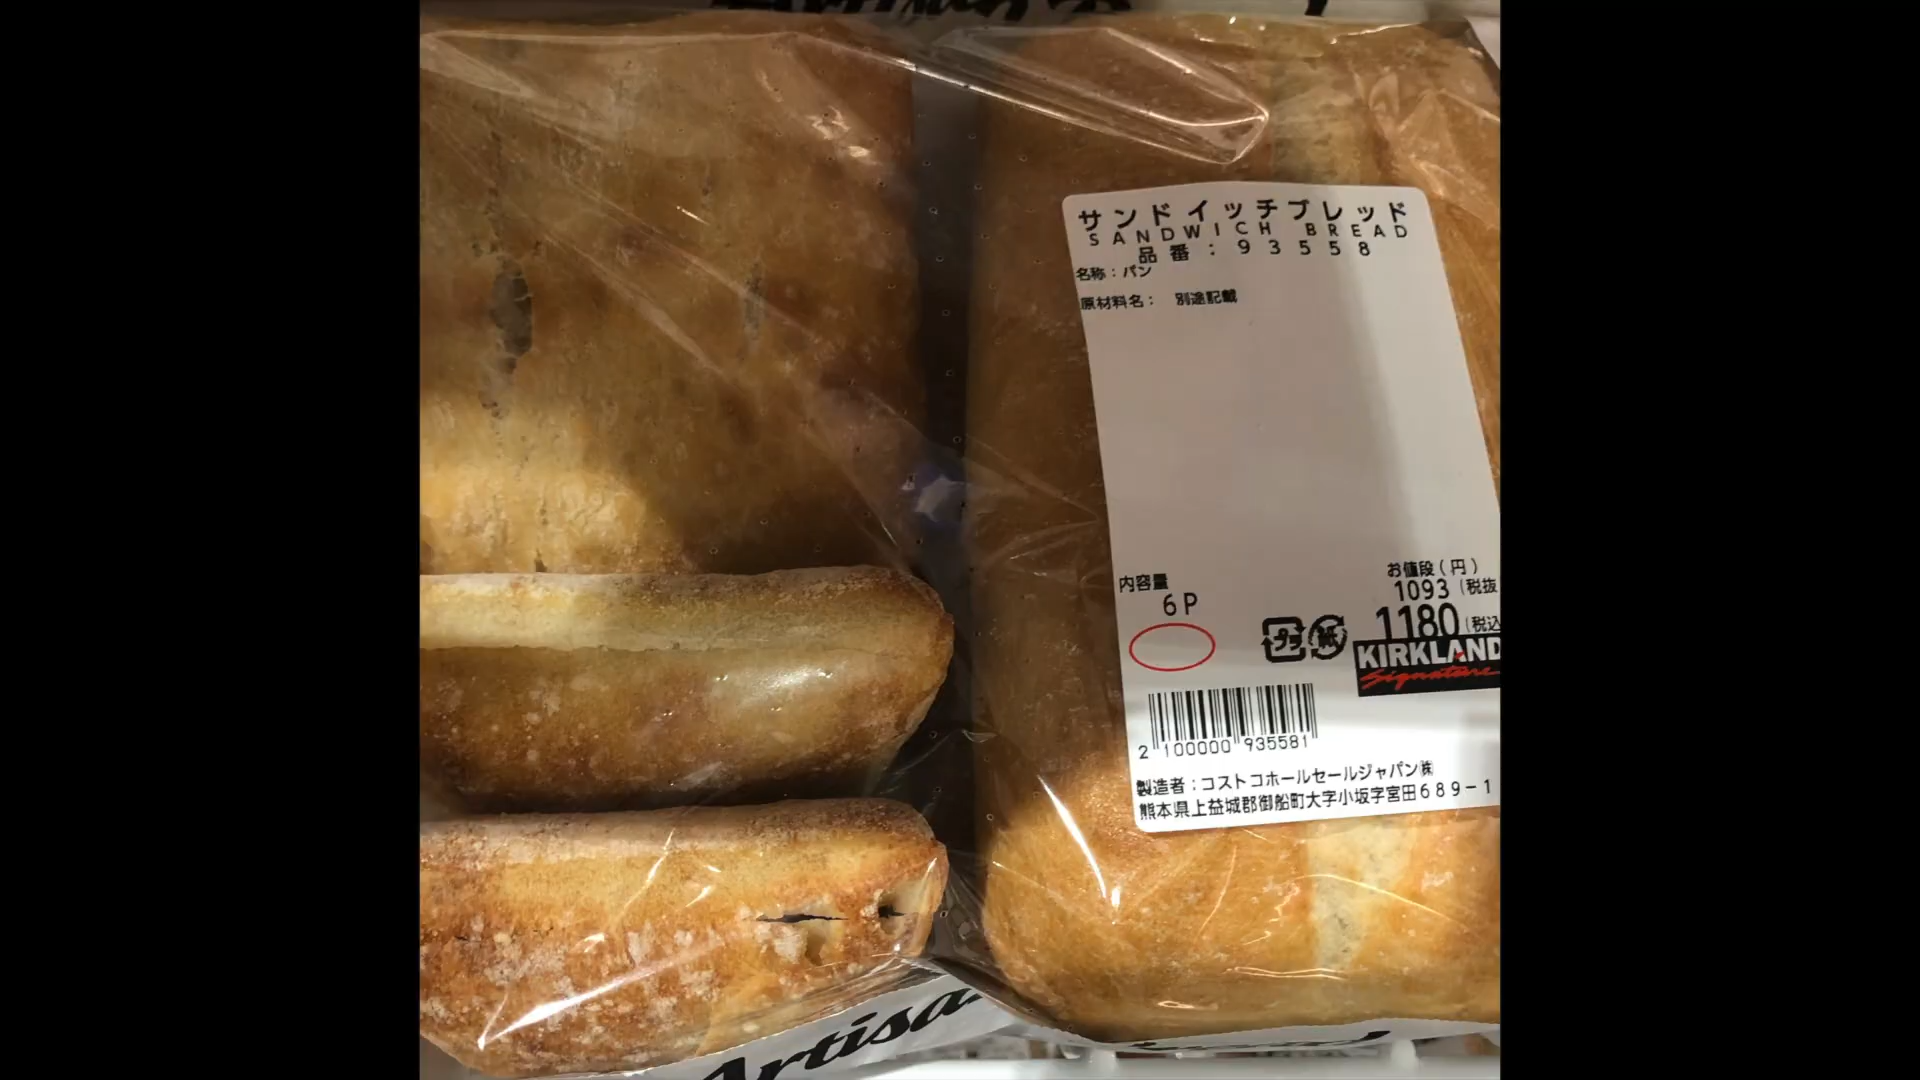 サンドイッチブレッド
SANDWICH BREAD
品番：93558
名称：パン
原材料名： 別途記載
内容量
6P
お値段（円）
1093（税抜
1180（税込
プラ
紙
KIRKLAND
Signature
2 100000 935581
製造者：コストコホールセールジャパン㈱
熊本県上益城郡御船町大字小坂字宮田689-1
Artisa